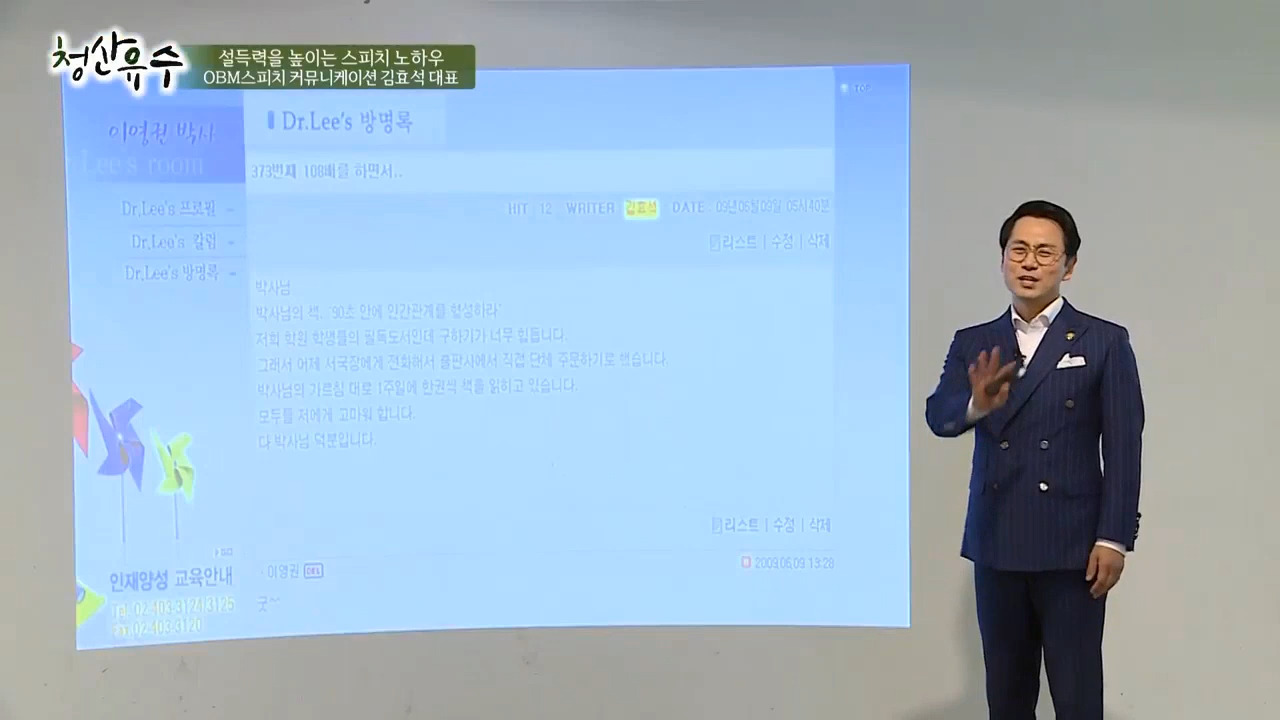 청산유수
설득력을 높이는 스피치 노하우
OBM스피치 커뮤니케이션 김효석 대표
TOP
이영권 박사
Lee's room
Dr.Lee's 프로필
Dr.Lee's 칼럼
Dr.Lee's 방명록
Dr.Lee's 방명록
373번째 108배를 하면서..
HIT 12 WRITER 김효석 DATE 09년06월09일 05시40분
리스트 | 수정 | 삭제
박사님..
박사님의 책.. '90초 안에 인간관계를 형성하라'
저희 학원 학생들의 필독도서인데 구하기가 너무 힘듭니다.
그래서 어제 서국장에게 전화해서 출판사에서 직접 단체 주문하기로 했습니다.
박사님의 가르침 대로 1주일에 한권씩 책을 읽히고 있습니다.
모두들 저에게 고마워 합니다.
다 박사님 덕분입니다.
리스트 | 수정 | 삭제
이영권 DEL 2009.06.09 13:28
굿~~
인재양성 교육안내
Tel. 02-403-3124/3125
Fax. 02-403-3120